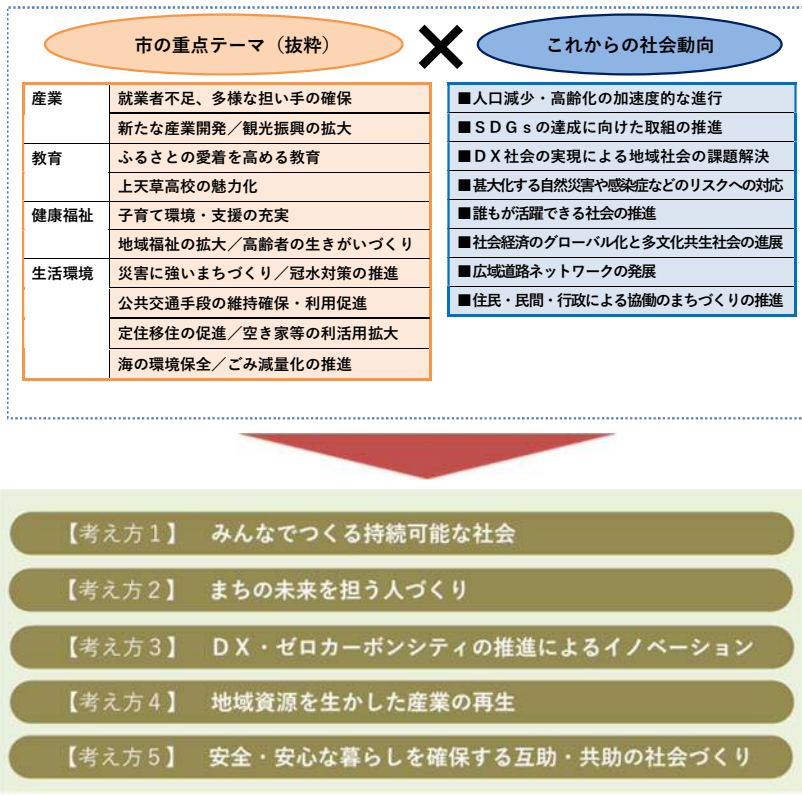 市の重点テーマ（抜粋）
×
これからの社会動向
産業
就業者不足、多様な担い手の確保
新たな産業開発／観光振興の拡大
教育
ふるさとの愛着を高める教育
上天草高校の魅力化
健康福祉
子育て環境・支援の充実
地域福祉の拡大／高齢者の生きがいづくり
生活環境
災害に強いまちづくり／冠水対策の推進
公共交通手段の維持確保・利用促進
定住移住の促進／空き家等の利活用拡大
海の環境保全／ごみ減量化の推進
■人口減少・高齢化の加速度的な進行
■ＳＤＧｓの達成に向けた取組の推進
■ＤＸ社会の実現による地域社会の課題解決
■甚大化する自然災害や感染症などのリスクへの対応
■誰もが活躍できる社会の推進
■社会経済のグローバル化と多文化共生社会の進展
■広域道路ネットワークの発展
■住民・民間・行政による協働のまちづくりの推進
【考え方１】　みんなでつくる持続可能な社会
【考え方２】　まちの未来を担う人づくり
【考え方３】　ＤＸ・ゼロカーボンシティの推進によるイノベーション
【考え方４】　地域資源を生かした産業の再生
【考え方５】　安全・安心な暮らしを確保する互助・共助の社会づくり